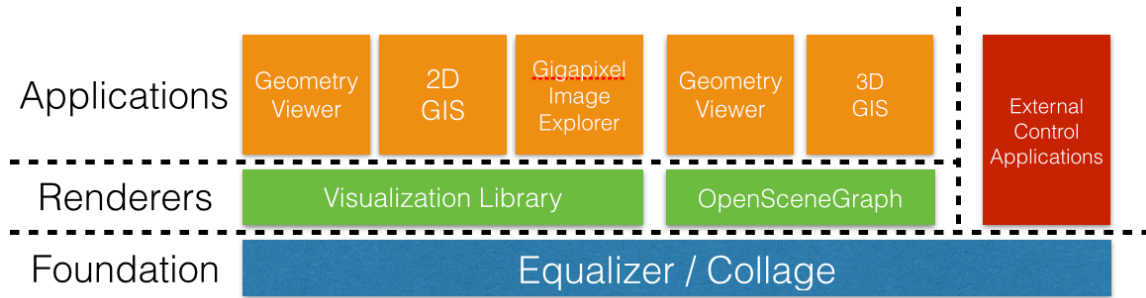 Applications
Geometry
Viewer
2D
GIS
Gigapixel
Image
Explorer
Geometry
Viewer
3D
GIS
External
Control
Applications
Renderers
Visualization Library
OpenSceneGraph
Foundation
Equalizer / Collage